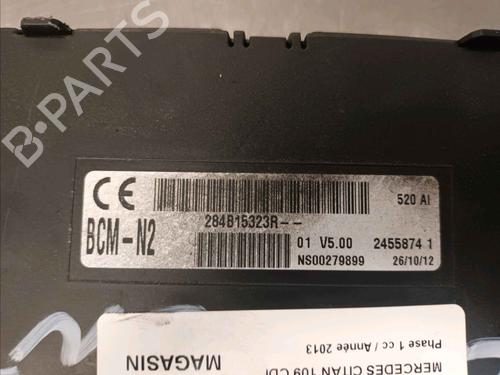 B-PARTS
CE
520 AI
284B15323R--
BCM-N2
01 V5.00
2455874 1
NS00279899
26/10/12
MAGASIN
Phase 1 cc / Année 2013
MERCEDES CITAN 109 CDI